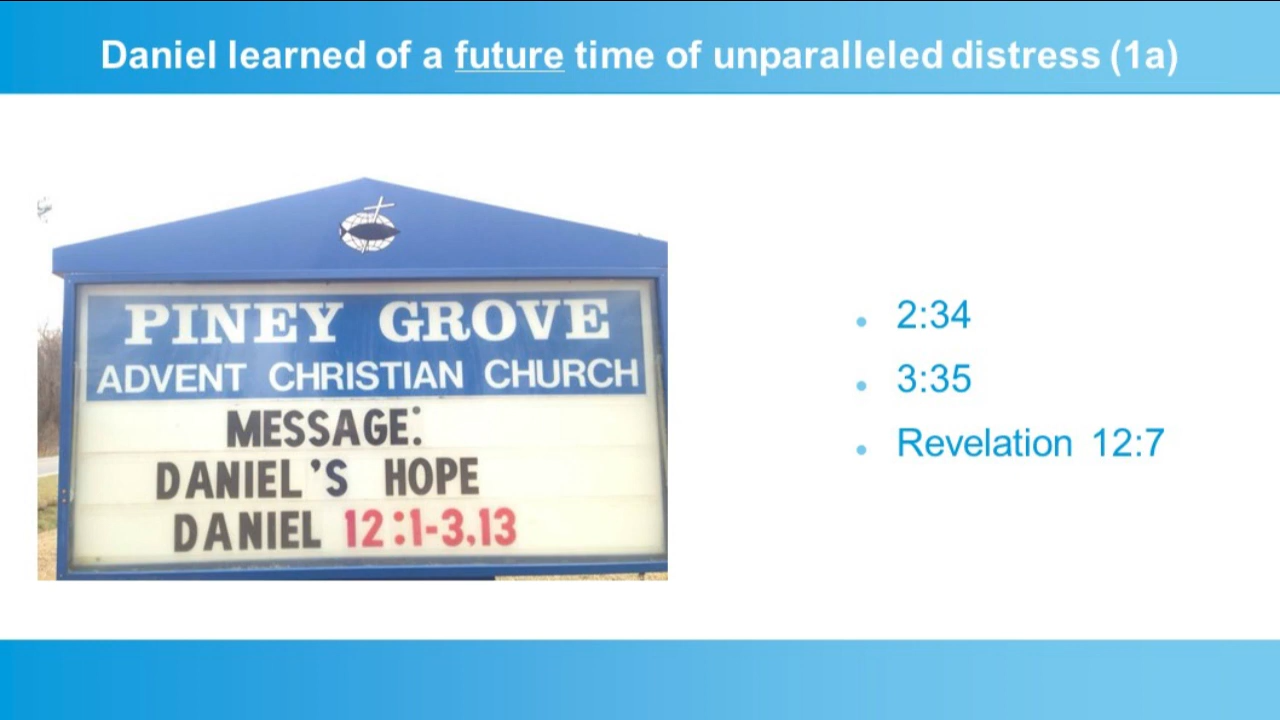 Daniel learned of a future time of unparalleled distress (1a)
PINEY GROVE
ADVENT CHRISTIAN CHURCH
MESSAGE:
DANIEL'S HOPE
DANIEL 12:1-3,13
• 2:34
• 3:35
• Revelation 12:7